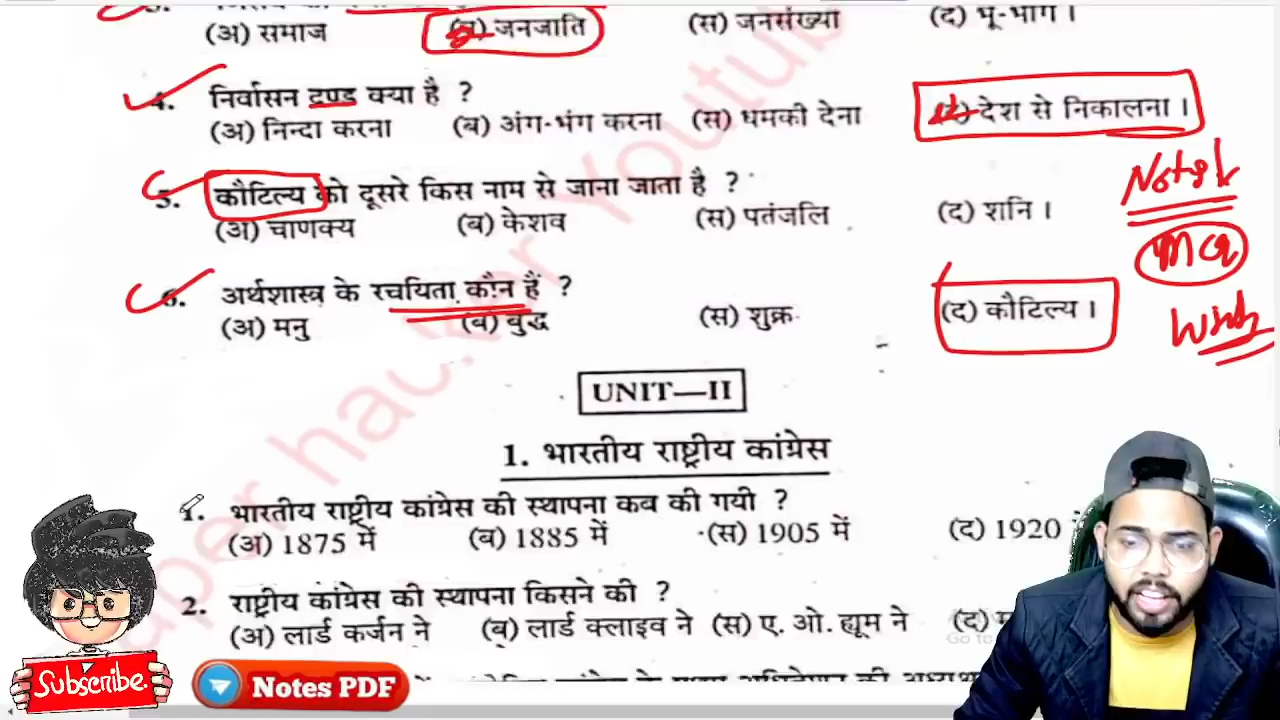 (अ) समाज (ब) जनजाति (स) जनसंख्या (द) भू-भाग ।
4. निर्वासन दण्ड क्या है ?
(अ) निन्दा करना (ब) अंग-भंग करना (स) धमकी देना (द) देश से निकालना ।
5. कौटिल्य को दूसरे किस नाम से जाना जाता है ?
(अ) चाणक्य (ब) केशव (स) पतंजलि (द) शनि ।
6. अर्थशास्त्र के रचयिता कौन हैं ?
(अ) मनु (ब) बुद्ध (स) शुक्र (द) कौटिल्य ।
Notes
MCQ
UNIT—II
1. भारतीय राष्ट्रीय कांग्रेस
1. भारतीय राष्ट्रीय कांग्रेस की स्थापना कब की गयी ?
(अ) 1875 में (ब) 1885 में (स) 1905 में (द) 1920
2. राष्ट्रीय कांग्रेस की स्थापना किसने की ?
(अ) लार्ड कर्जन ने (ब) लार्ड क्लाइव ने (स) ए. ओ. ह्यूम ने (द)
Subscribe.
Notes PDF